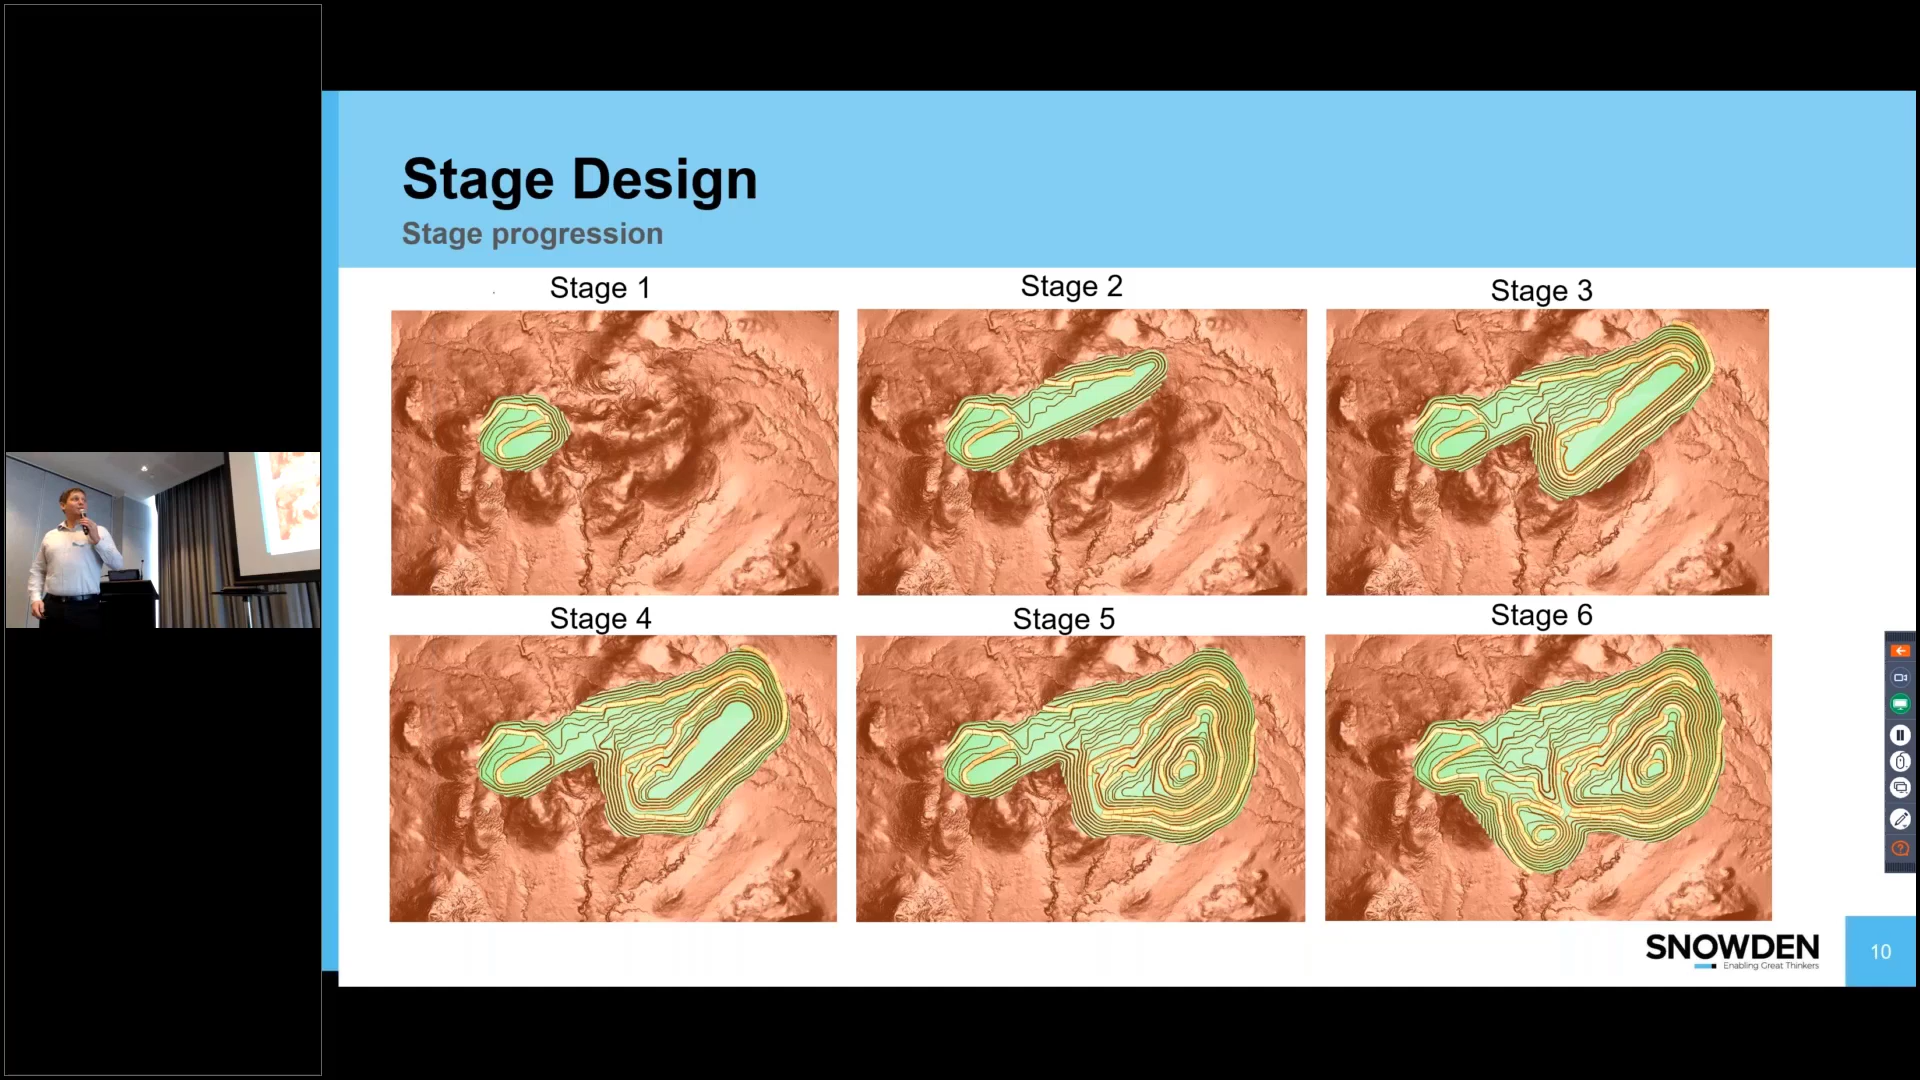 Stage Design
Stage progression
Stage 1
Stage 2
Stage 3
Stage 4
Stage 5
Stage 6
SNOWDEN
Enabling Great Thinkers
10